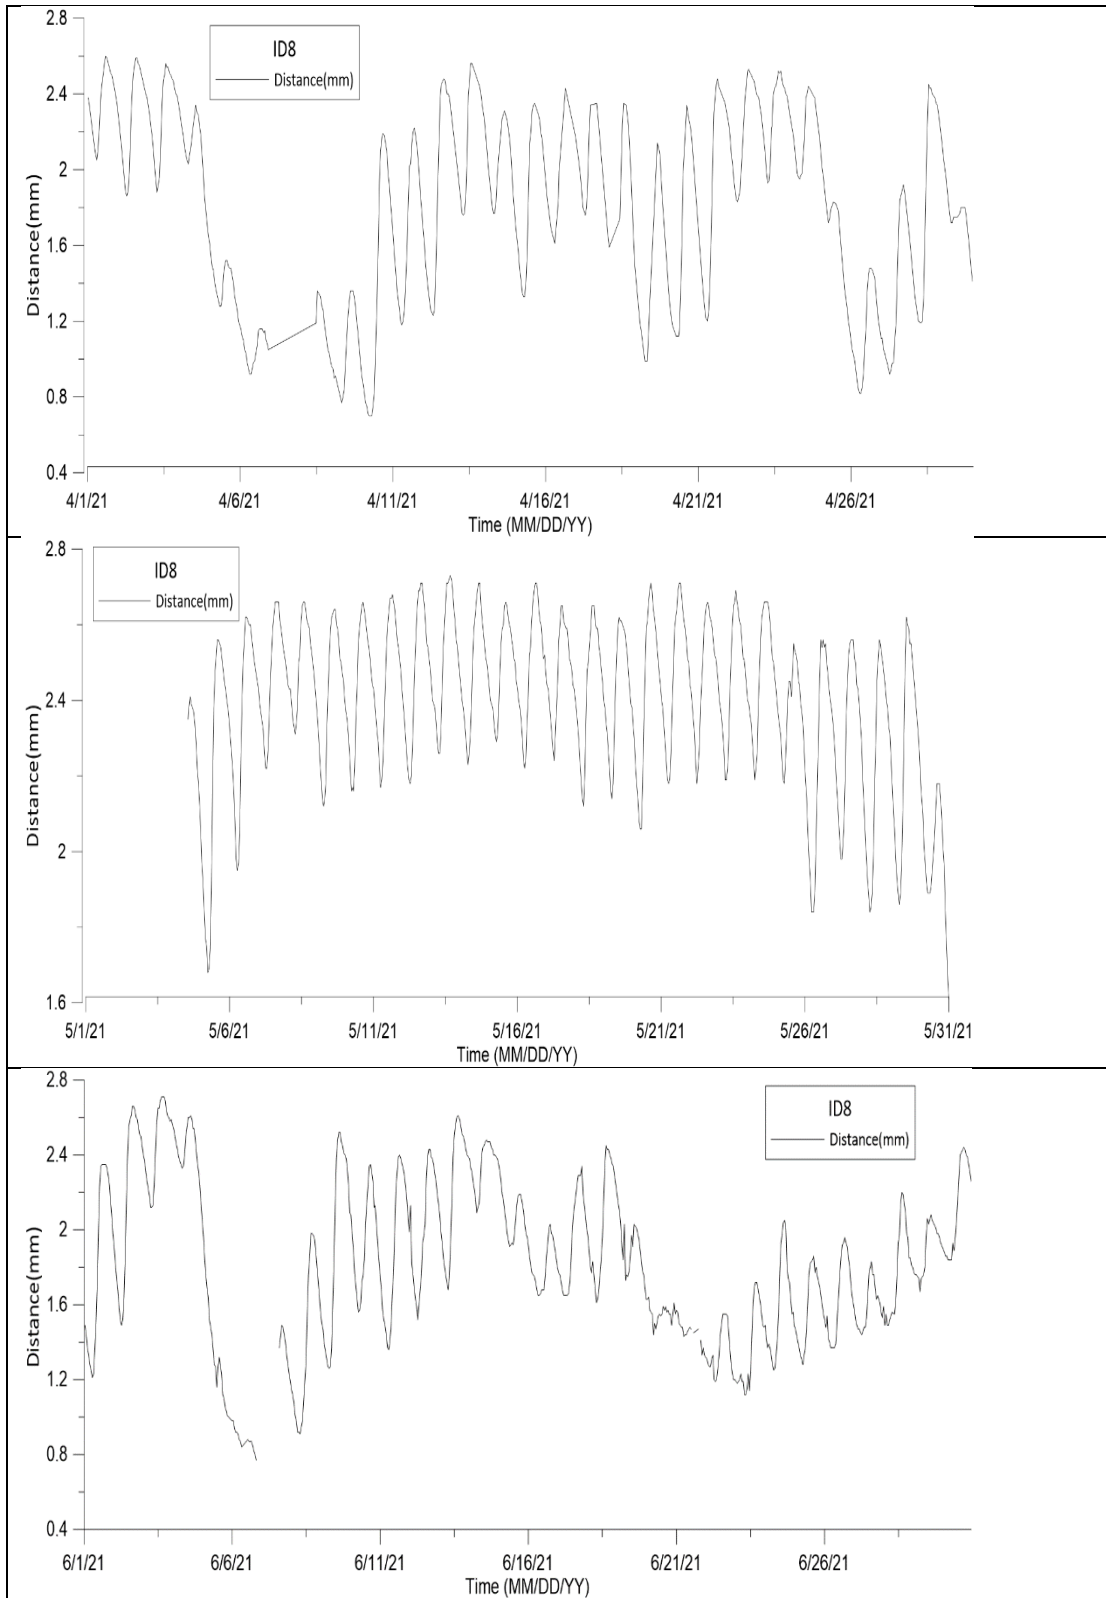 2.8
2.4
2
1.6
1.2
0.8
0.4
Distance(mm)
ID8
Distance(mm)
4/1/21 4/6/21 4/11/21 4/16/21 4/21/21 4/26/21
Time (MM/DD/YY)
2.8
2.4
2
1.6
Distance(mm)
ID8
Distance(mm)
5/1/21 5/6/21 5/11/21 5/16/21 5/21/21 5/26/21 5/31/21
Time (MM/DD/YY)
2.8
2.4
2
1.6
1.2
0.8
0.4
Distance(mm)
ID8
Distance(mm)
6/1/21 6/6/21 6/11/21 6/16/21 6/21/21 6/26/21
Time (MM/DD/YY)